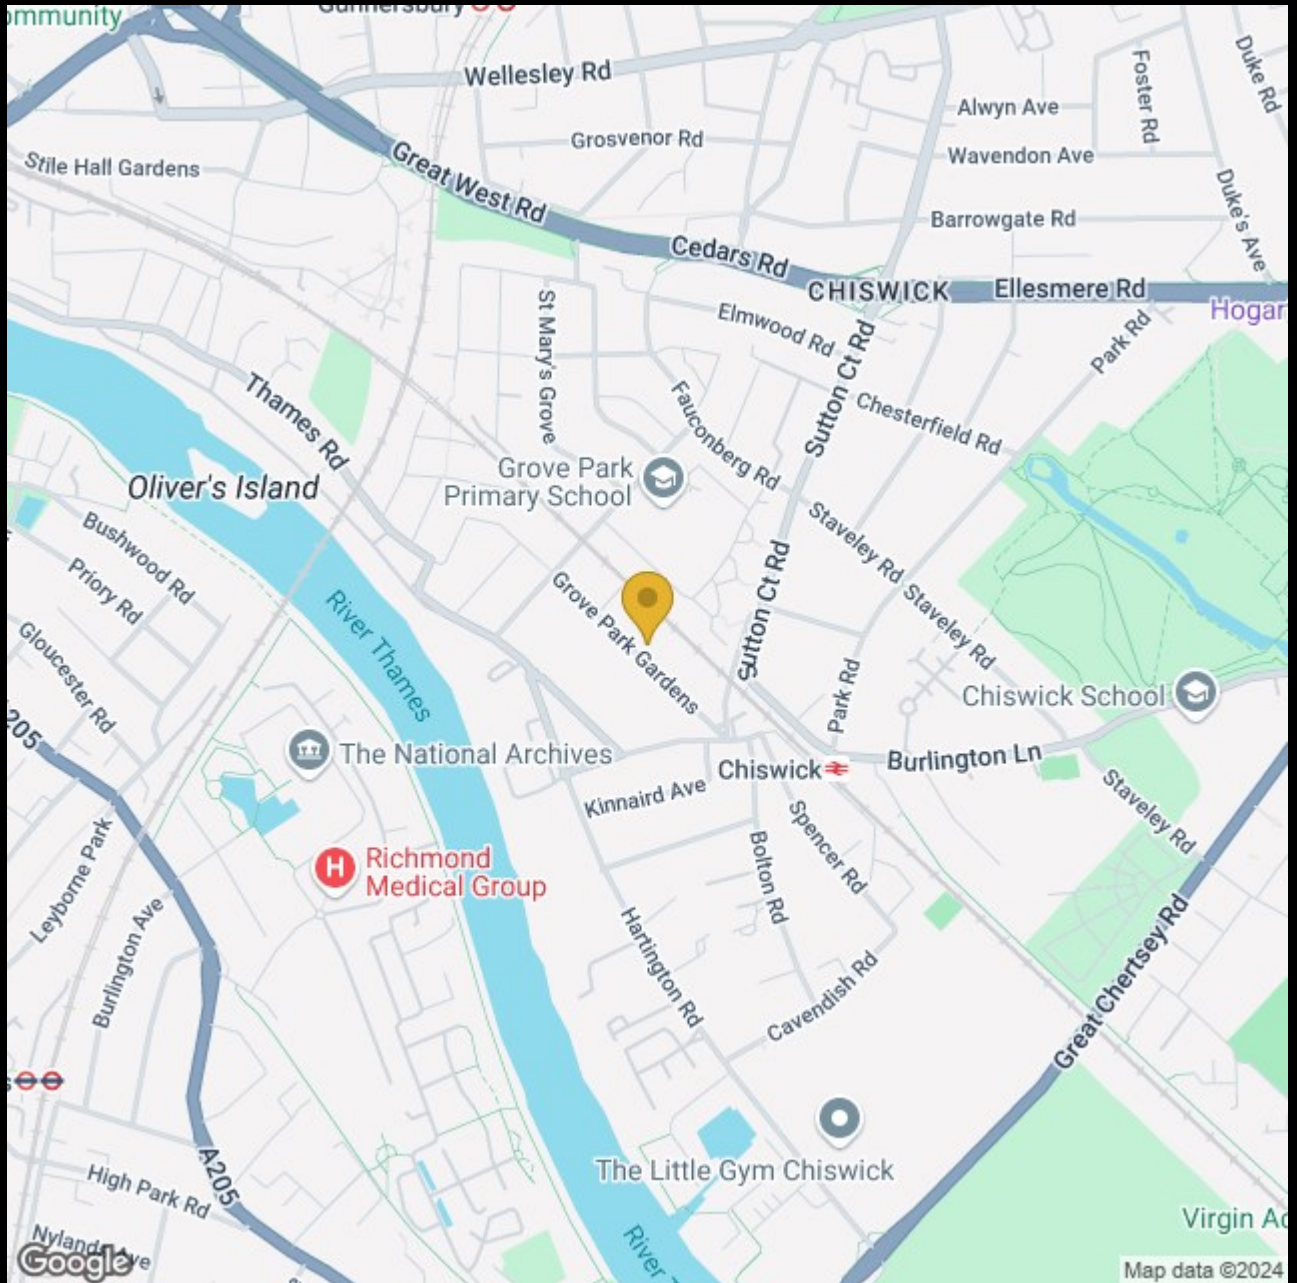 ommunity
Gunnersbury
Wellesley Rd
Duke Rd
Foster Rd
Alwyn Ave
Grosvenor Rd
Wavendon Ave
Stile Hall Gardens
Great West Rd
Duke's Ave
Barrowgate Rd
Cedars Rd
CHISWICK
Ellesmere Rd
Hogar
Elmwood Rd
Park Rd
St Mary's Grove
Sutton Ct Rd
Thames Rd
Fauconberg Rd
Chesterfield Rd
Grove Park
Primary School
Oliver's Island
Bushwood Rd
Staveley Rd
Priory Rd
Grove Park Gardens
Sutton Ct Rd
Staveley Rd
River Thames
Gloucester Rd
Park Rd
Chiswick School
205
The National Archives
Burlington Ln
Chiswick
Kinnaird Ave
Staveley Rd
Spencer Rd
Bolton Rd
H
Richmond
Medical Group
Leyborne Park
Burlington Ave
Hartington Rd
Great Chertsey Rd
Cavendish Rd
s
The Little Gym Chiswick
A205
High Park Rd
Virgin Ac
Nylands Ave
River T
Google
Map data ©2024